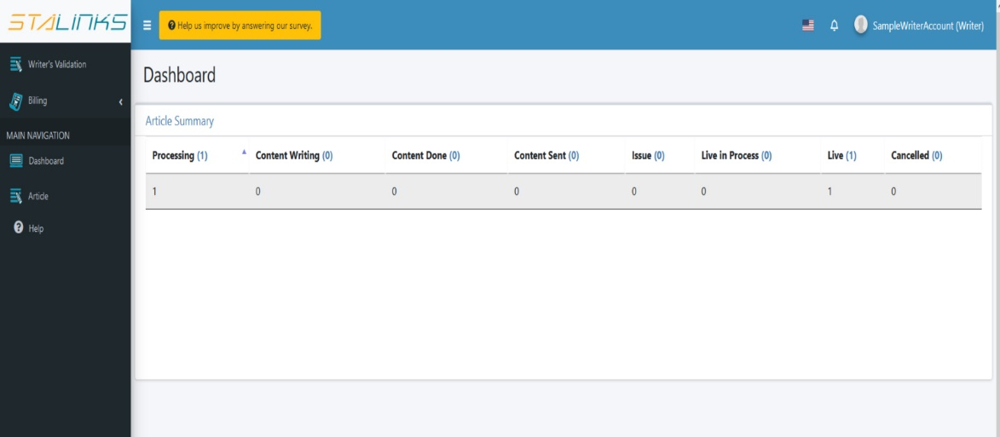 STALINKS
Help us improve by answering our survey.
SampleWriterAccount (Writer)
Writer's Validation
Billing
MAIN NAVIGATION
Dashboard
Article
Help
Dashboard
Article Summary
Processing (1) Content Writing (0) Content Done (0) Content Sent (0) Issue (0) Live in Process (0) Live (1) Cancelled (0)
1 0 0 0 0 0 1 0